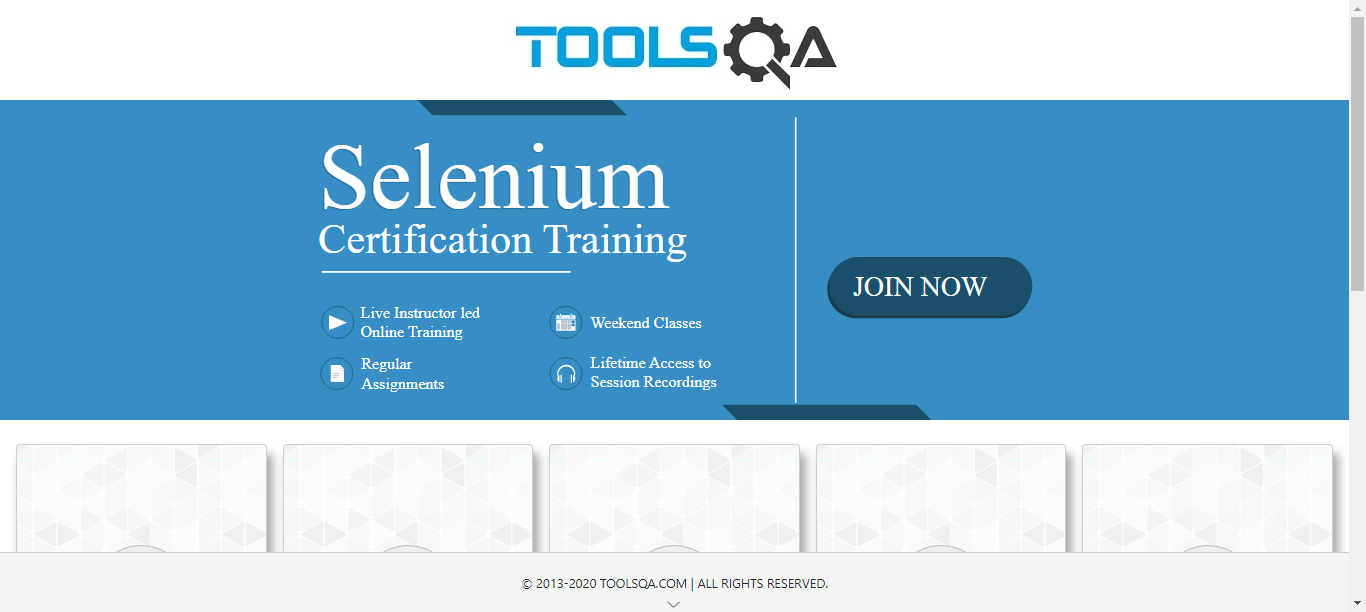 TOOLSQA
Selenium
Certification Training
JOIN NOW
Live Instructor led
Online Training
Weekend Classes
Regular
Assignments
Lifetime Access to
Session Recordings
© 2013-2020 TOOLSQA.COM | ALL RIGHTS RESERVED.